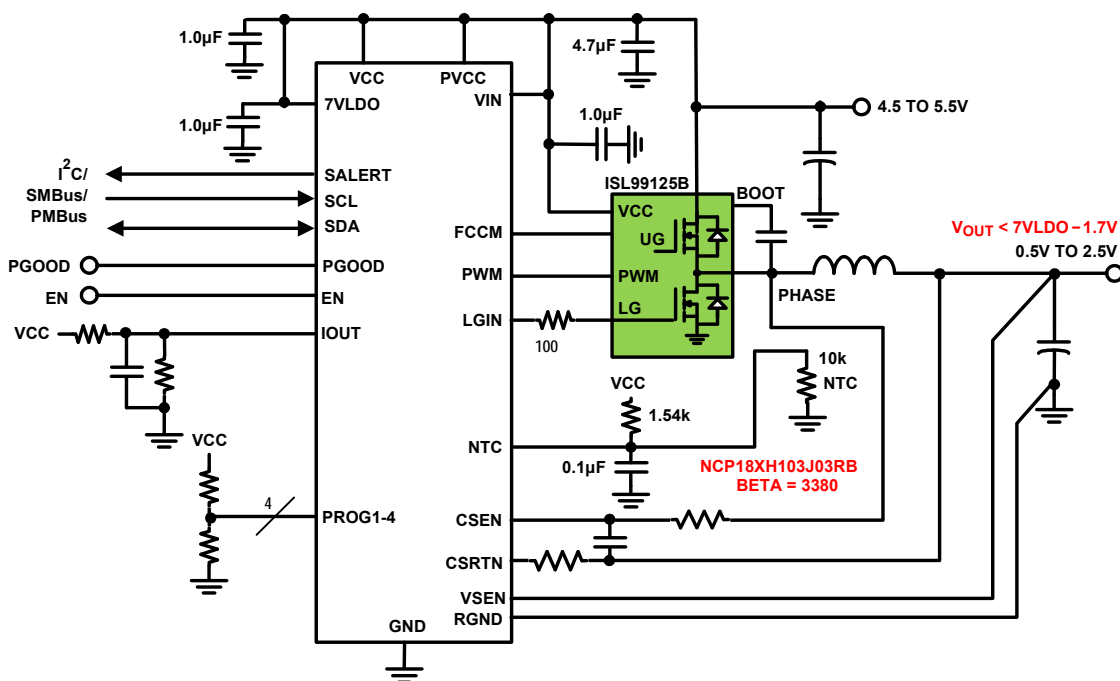 1.0µF
4.7µF
VCC
PVCC
VIN
7VLDO
1.0µF
1.0µF
4.5 TO 5.5V
I2C/
SMBus/
PMBus
SALERT
SCL
SDA
ISL99125B
BOOT
VCC
UG
FCCM
VOUT < 7VLDO – 1.7V
0.5V TO 2.5V
PGOOD
PGOOD
PWM
PWM
PHASE
EN
EN
LG
VCC
IOUT
LGIN
100
10k
NTC
VCC
1.54k
VCC
NTC
0.1µF
NCP18XH103J03RB
BETA = 3380
4
PROG1-4
CSEN
CSRTN
VSEN
RGND
GND